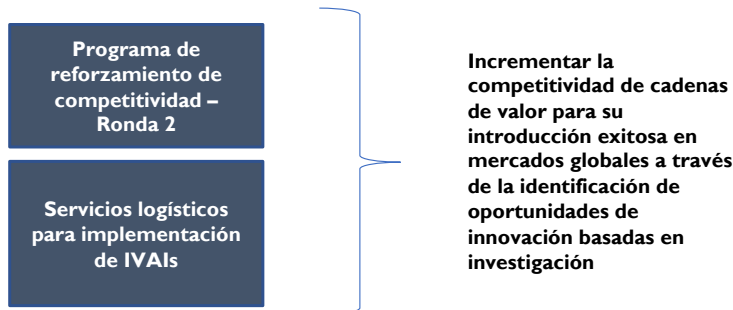 Programa de
reforzamiento de
competitividad –
Ronda 2
Servicios logísticos
para implementación
de IVAIs
Incrementar la
competitividad de cadenas
de valor para su
introducción exitosa en
mercados globales a través
de la identificación de
oportunidades de
innovación basadas en
investigación